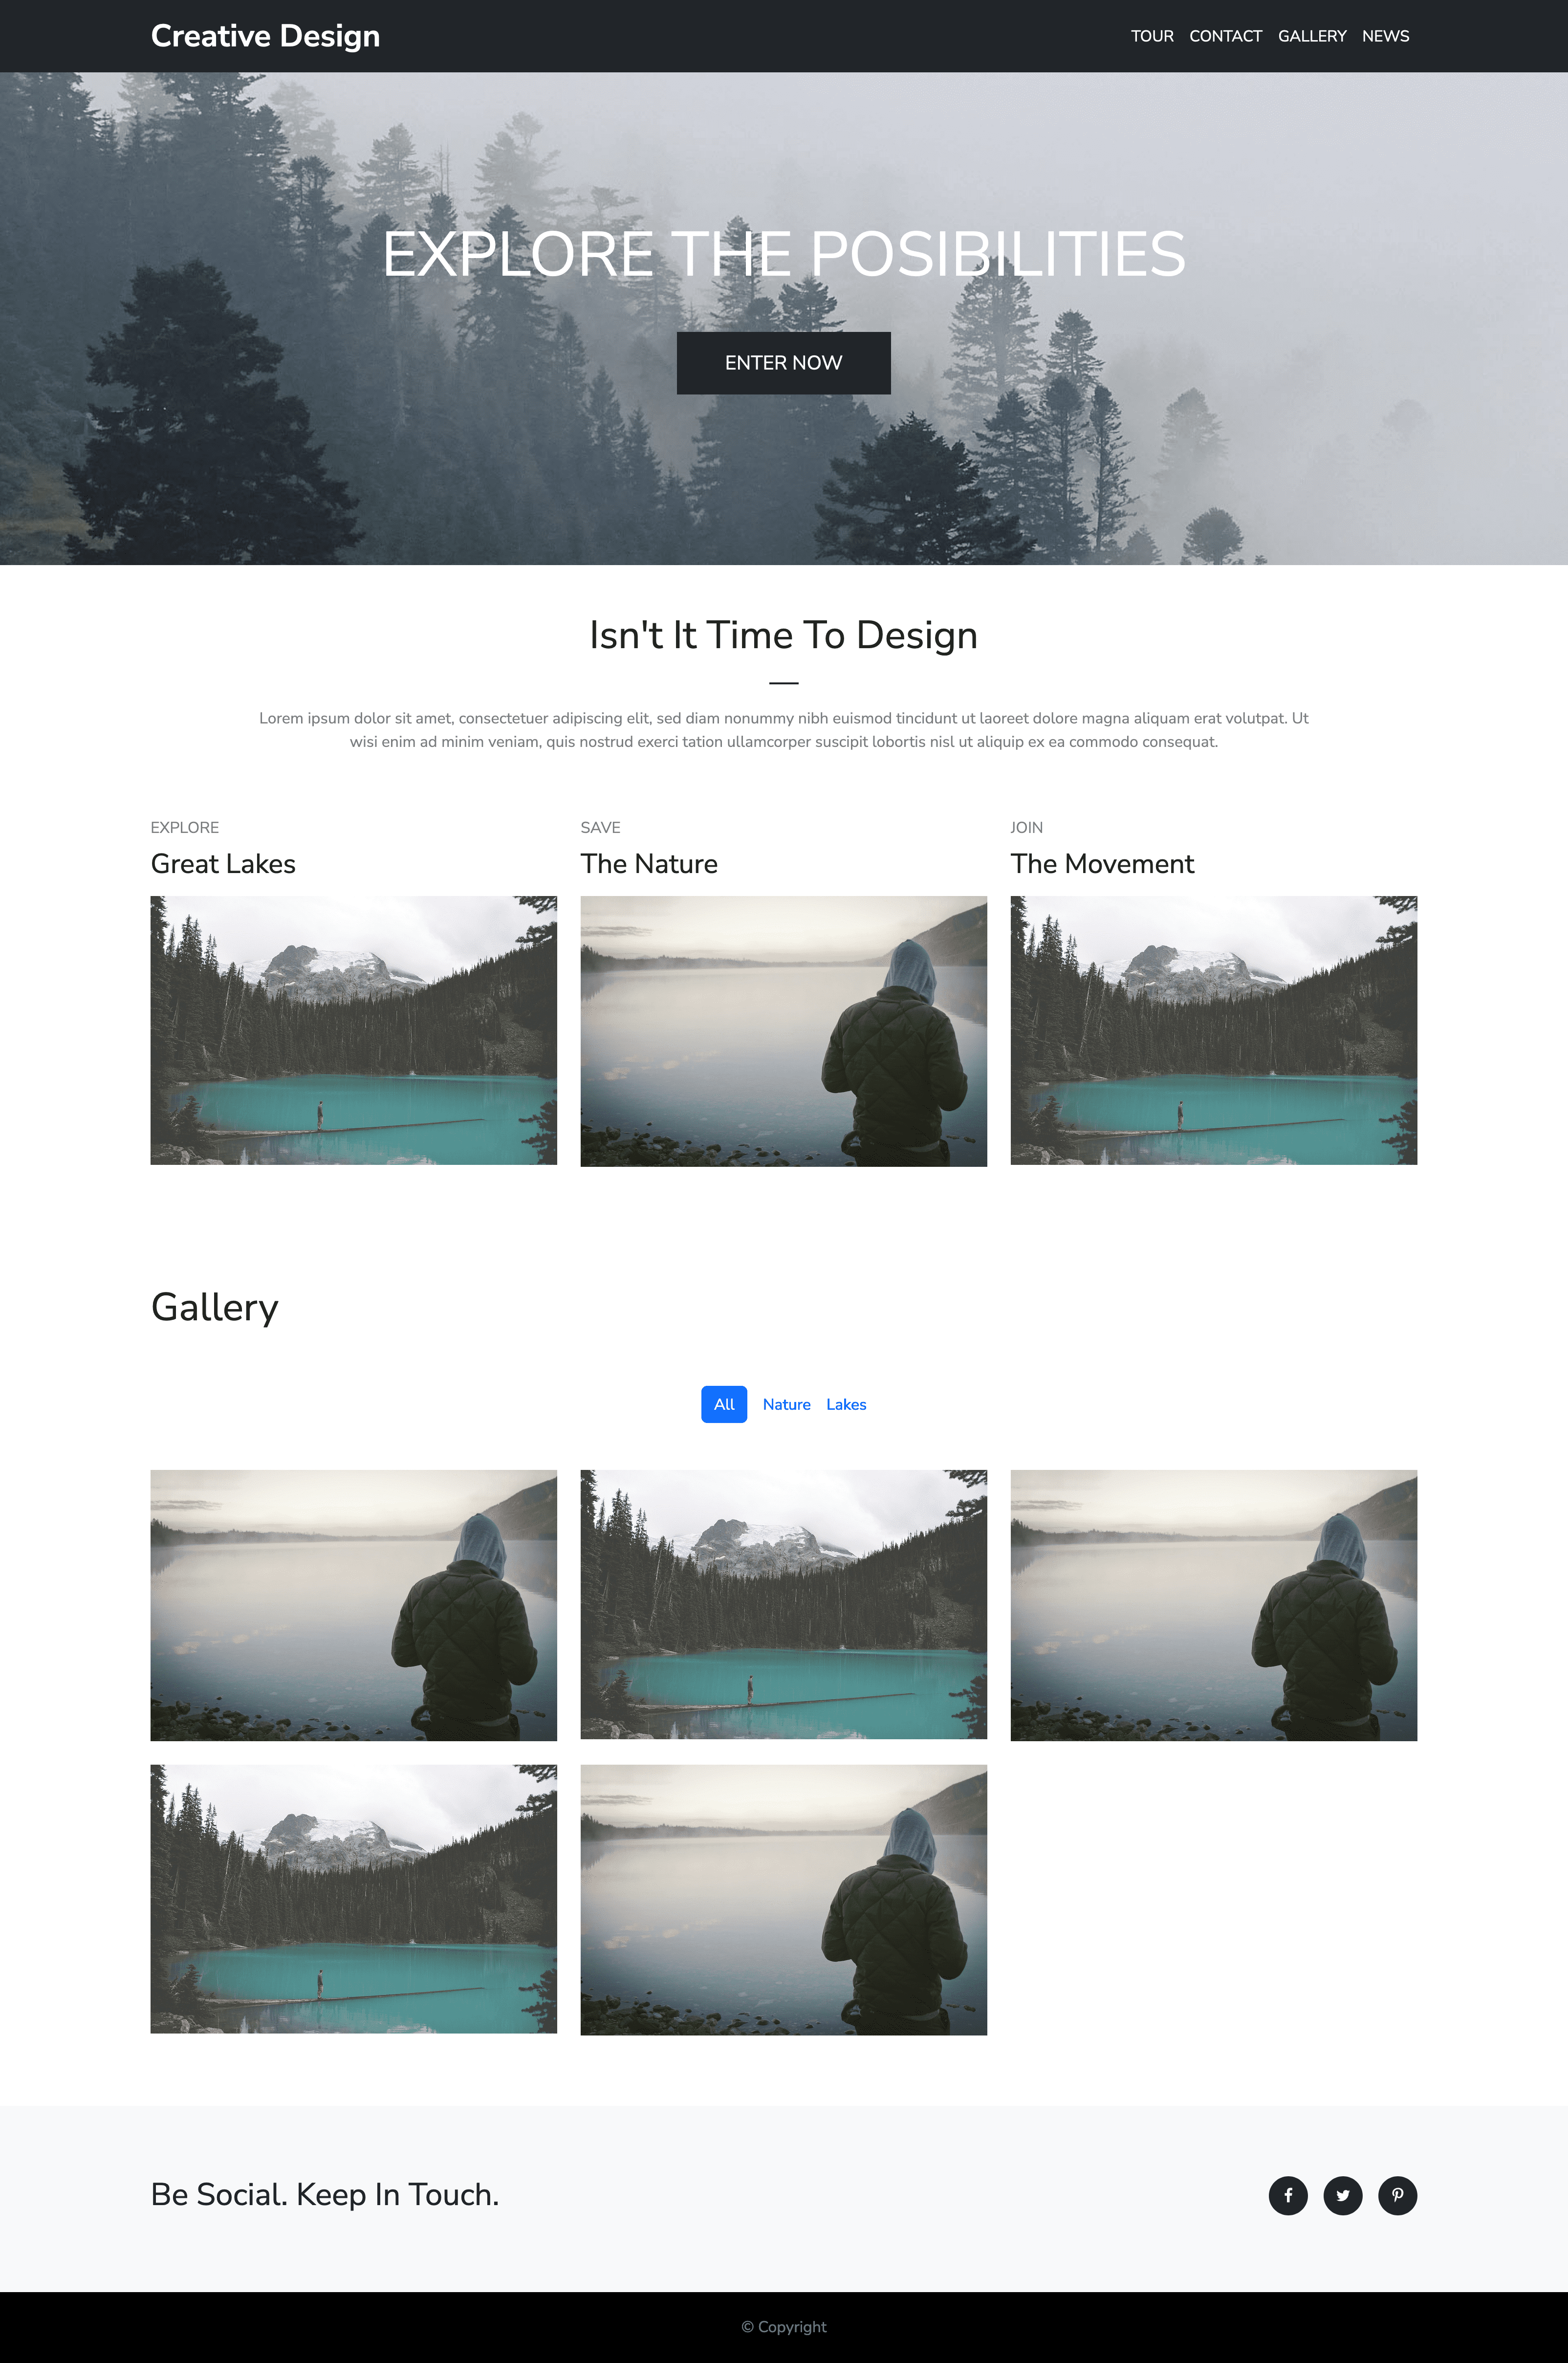 Creative Design
TOUR CONTACT GALLERY NEWS
EXPLORE THE POSIBILITIES
ENTER NOW
Isn't It Time To Design
Lorem ipsum dolor sit amet, consectetuer adipiscing elit, sed diam nonummy nibh euismod tincidunt ut laoreet dolore magna aliquam erat volutpat. Ut
wisi enim ad minim veniam, quis nostrud exerci tation ullamcorper suscipit lobortis nisl ut aliquip ex ea commodo consequat.
EXPLORE
Great Lakes
SAVE
The Nature
JOIN
The Movement
Gallery
All Nature Lakes
Be Social. Keep In Touch.
© Copyright